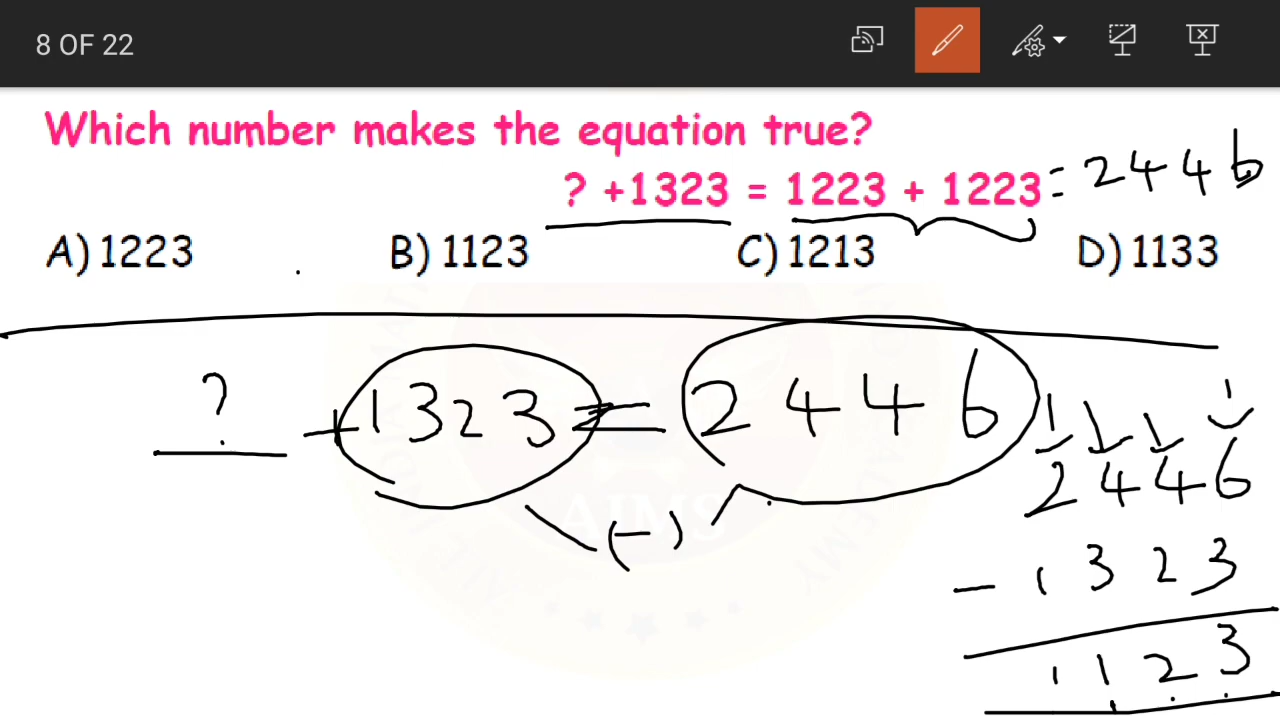 8 OF 22
Which number makes the equation true?
? +1323 = 1223 + 1223 = 2446
A) 1223 B) 1123 C) 1213 D) 1133
? +1323 = 2446
(-)
2446
- 1323
1123
AIMS